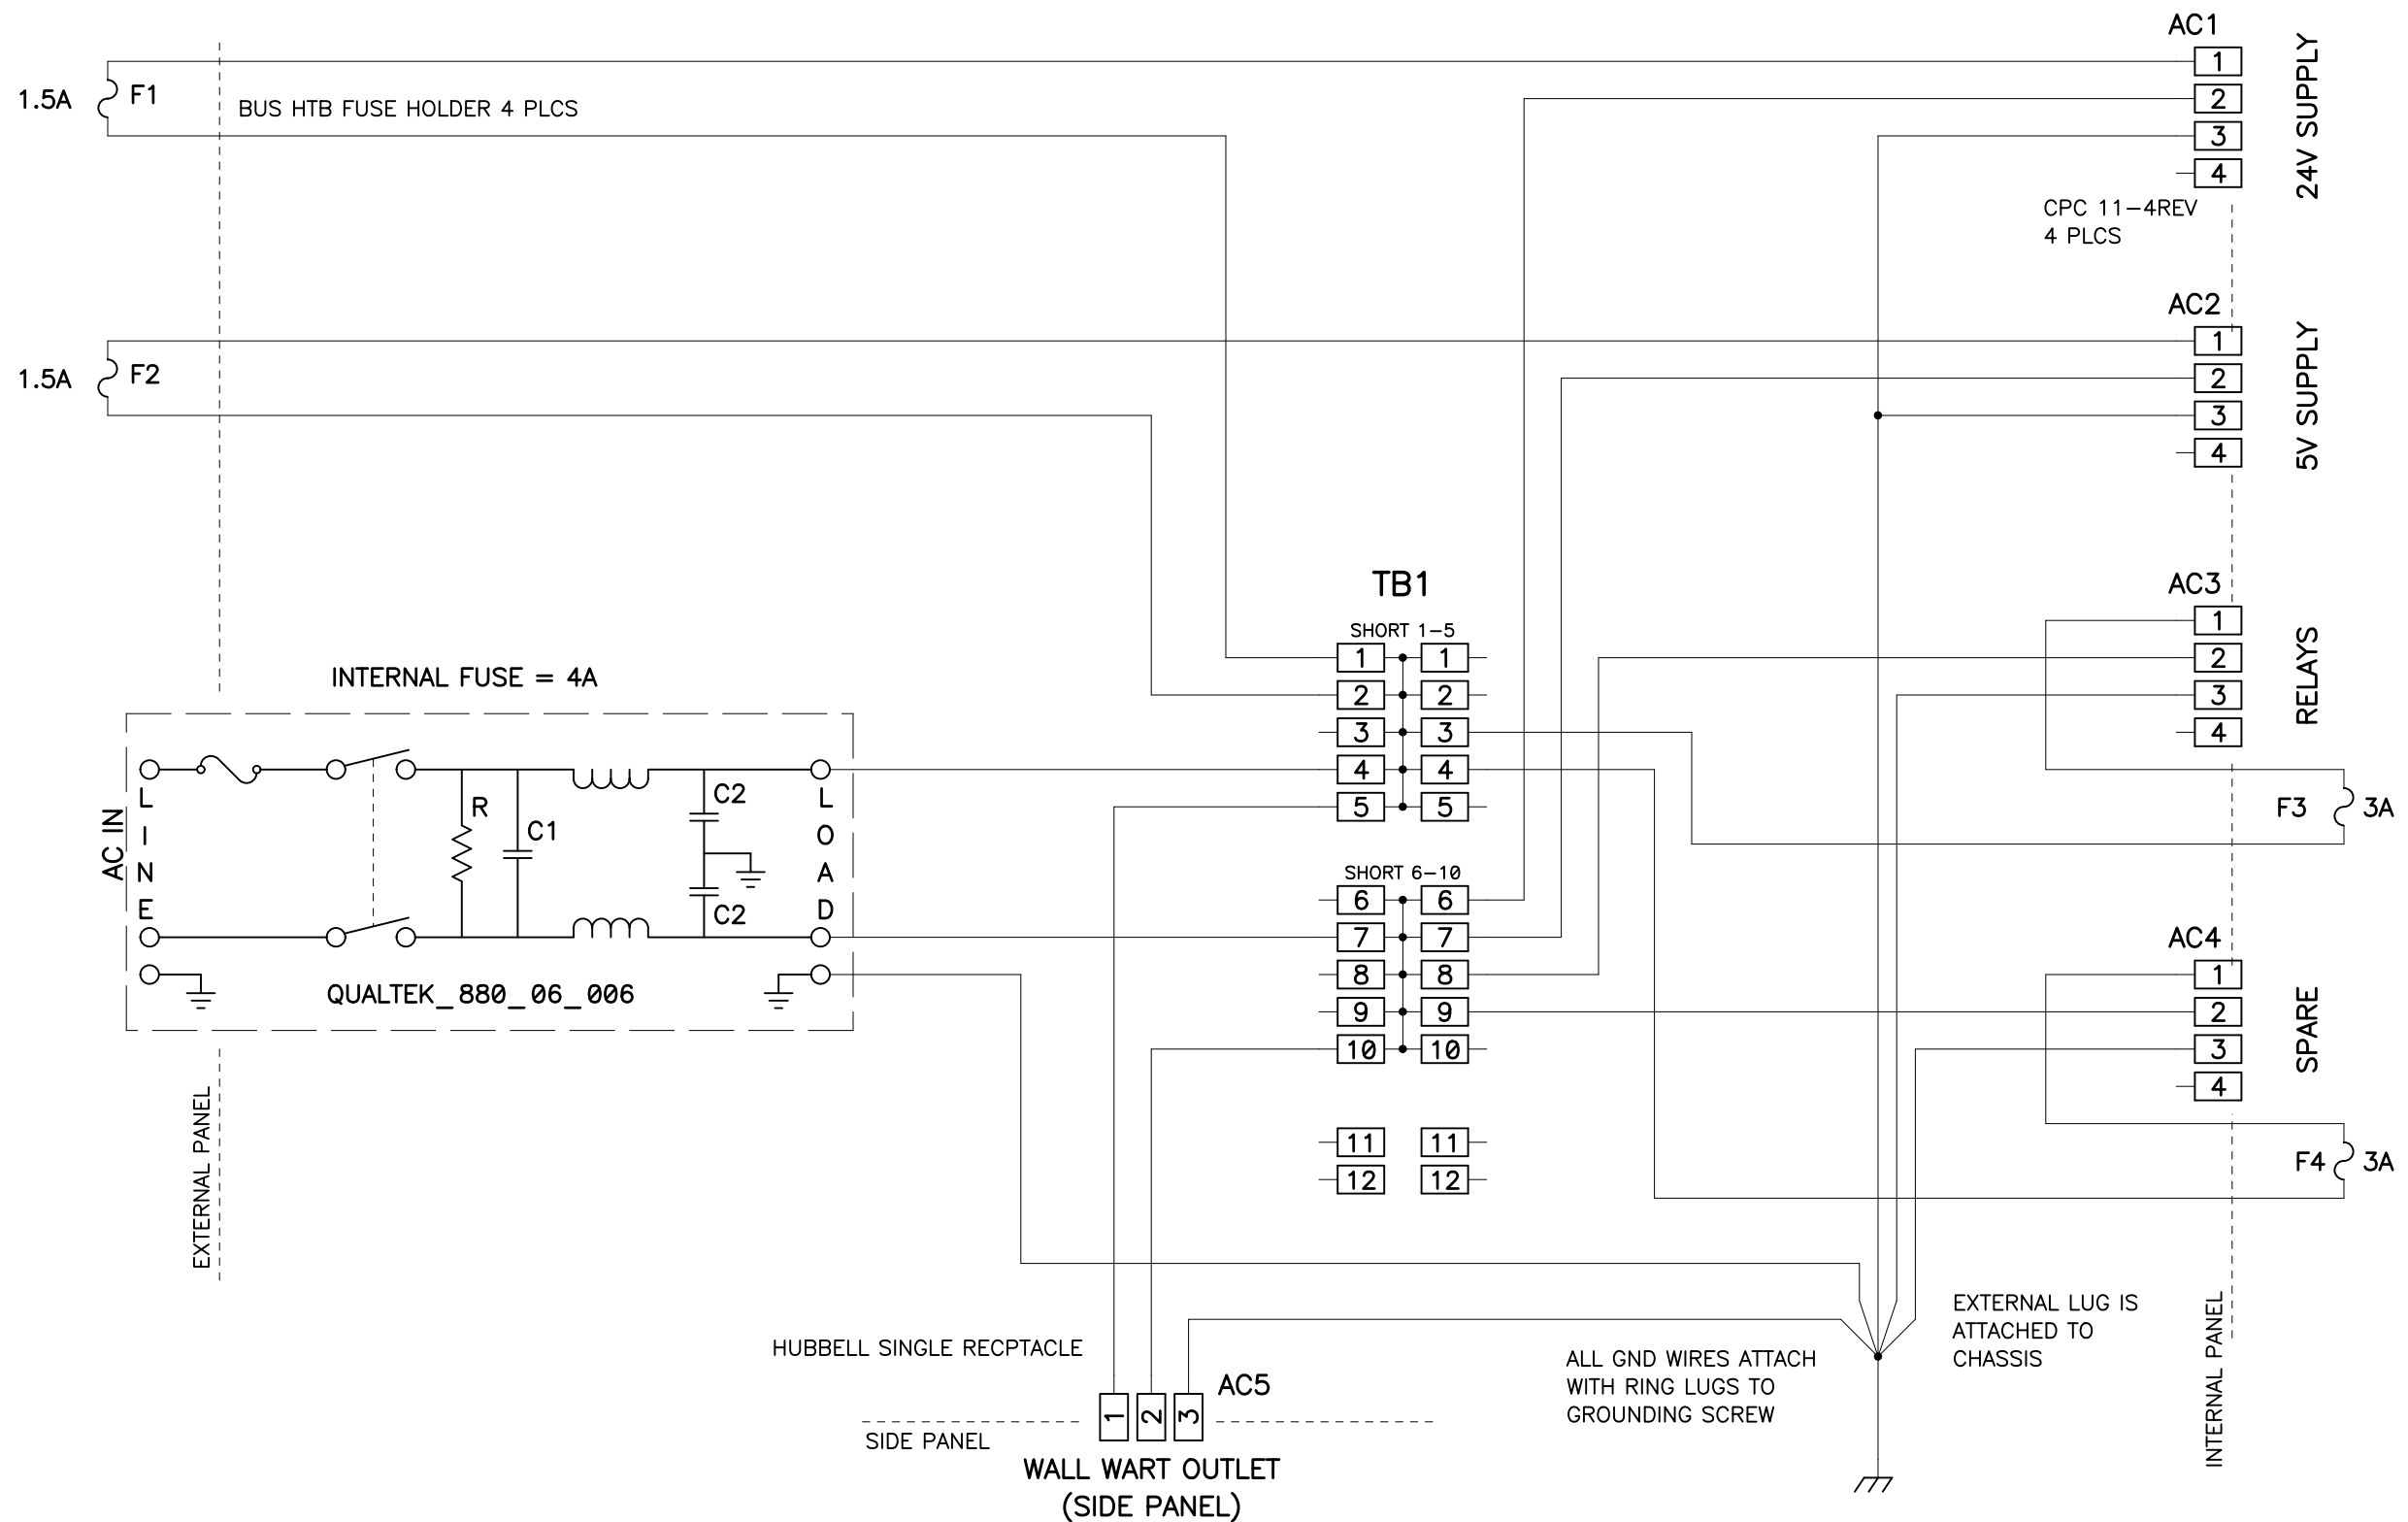 AC1
1
2
3
4
24V SUPPLY
1.5A
F1
BUS HTB FUSE HOLDER 4 PLCS
CPC 11-4REV
4 PLCS
AC2
1
2
3
4
5V SUPPLY
1.5A
F2
TB1
SHORT 1-5
1 1
2 2
3 3
4 4
5 5
SHORT 6-10
6 6
7 7
8 8
9 9
10 10
11 11
12 12
AC3
1
2
3
4
RELAYS
F3
3A
INTERNAL FUSE = 4A
AC IN
LINE
R
C1
C2
C2
LOAD
QUALTEK_880_06_006
EXTERNAL PANEL
AC4
1
2
3
4
SPARE
F4
3A
HUBBELL SINGLE RECPTACLE
AC5
1 2 3
SIDE PANEL
WALL WART OUTLET
(SIDE PANEL)
ALL GND WIRES ATTACH
WITH RING LUGS TO
GROUNDING SCREW
EXTERNAL LUG IS
ATTACHED TO
CHASSIS
INTERNAL PANEL